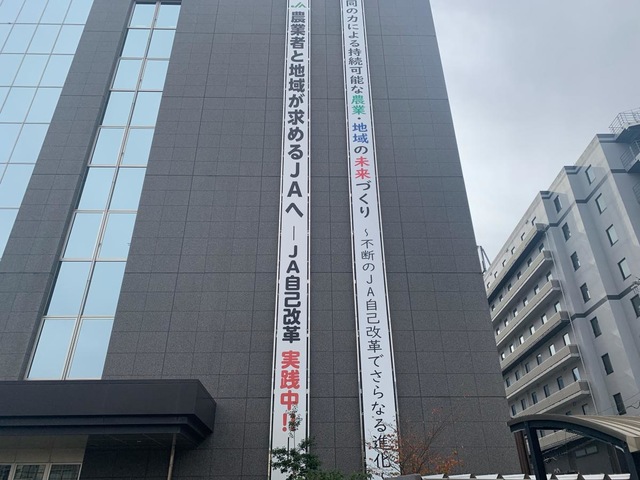 同の力による持続可能な農業・地域の未来づくり ～不断のJA自己改革でさらなる進化
JA 農業者と地域が求めるJAへ ―JA自己改革 実践中!!